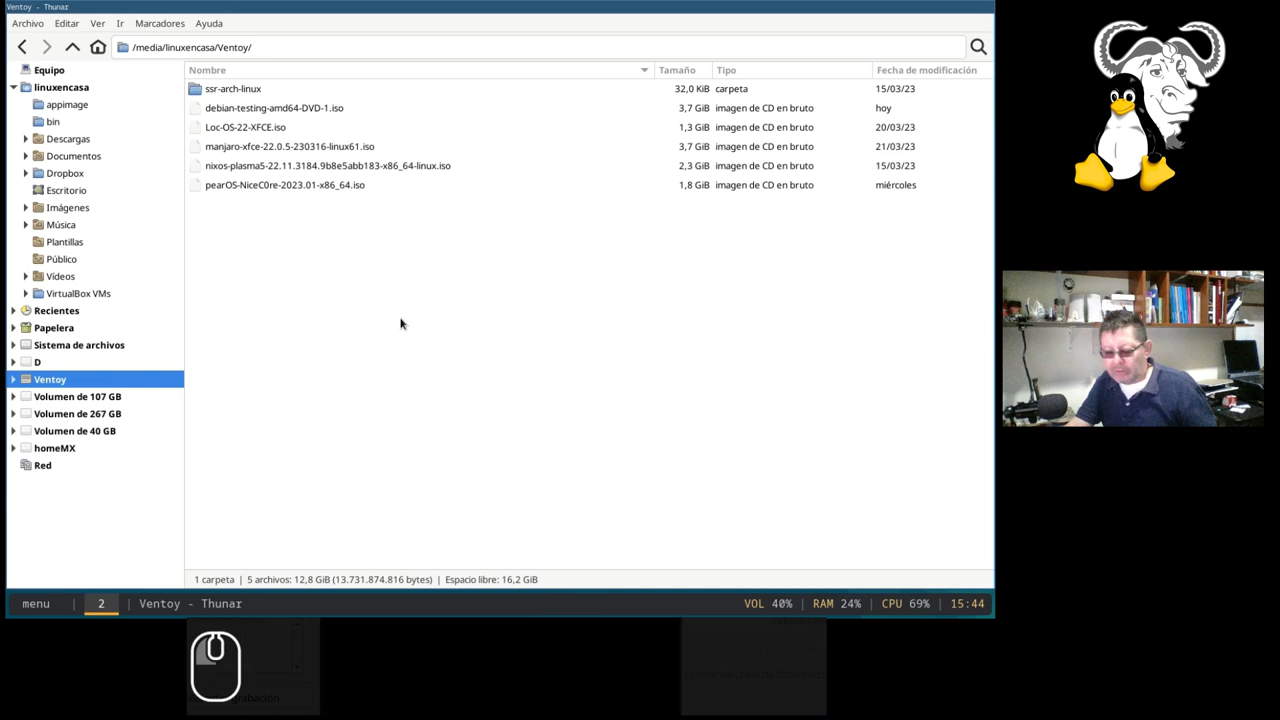 Ventoy - Thunar
Archivo Editar Ver Ir Marcadores Ayuda
/media/linuxencasa/Ventoy/
Equipo
linuxencasa
appimage
bin
Descargas
Documentos
Dropbox
Escritorio
Imágenes
Música
Plantillas
Público
Vídeos
VirtualBox VMs
Recientes
Papelera
Sistema de archivos
D
Ventoy
Volumen de 107 GB
Volumen de 267 GB
Volumen de 40 GB
homeMX
Red
Nombre Tamaño Tipo Fecha de modificación
ssr-arch-linux 32,0 KiB carpeta 15/03/23
debian-testing-amd64-DVD-1.iso 3,7 GiB imagen de CD en bruto hoy
Loc-OS-22-XFCE.iso 1,3 GiB imagen de CD en bruto 20/03/23
manjaro-xfce-22.0.5-230316-linux61.iso 3,7 GiB imagen de CD en bruto 21/03/23
nixos-plasma5-22.11.3184.9b8e5abb183-x86_64-linux.iso 2,3 GiB imagen de CD en bruto 15/03/23
pearOS-NiceC0re-2023.01-x86_64.iso 1,8 GiB imagen de CD en bruto miércoles
1 carpeta | 5 archivos: 12,8 GiB (13.731.874.816 bytes) | Espacio libre: 16,2 GiB
menu | 2 | Ventoy - Thunar VOL 40% | RAM 24% | CPU 69% | 15:44
grabación